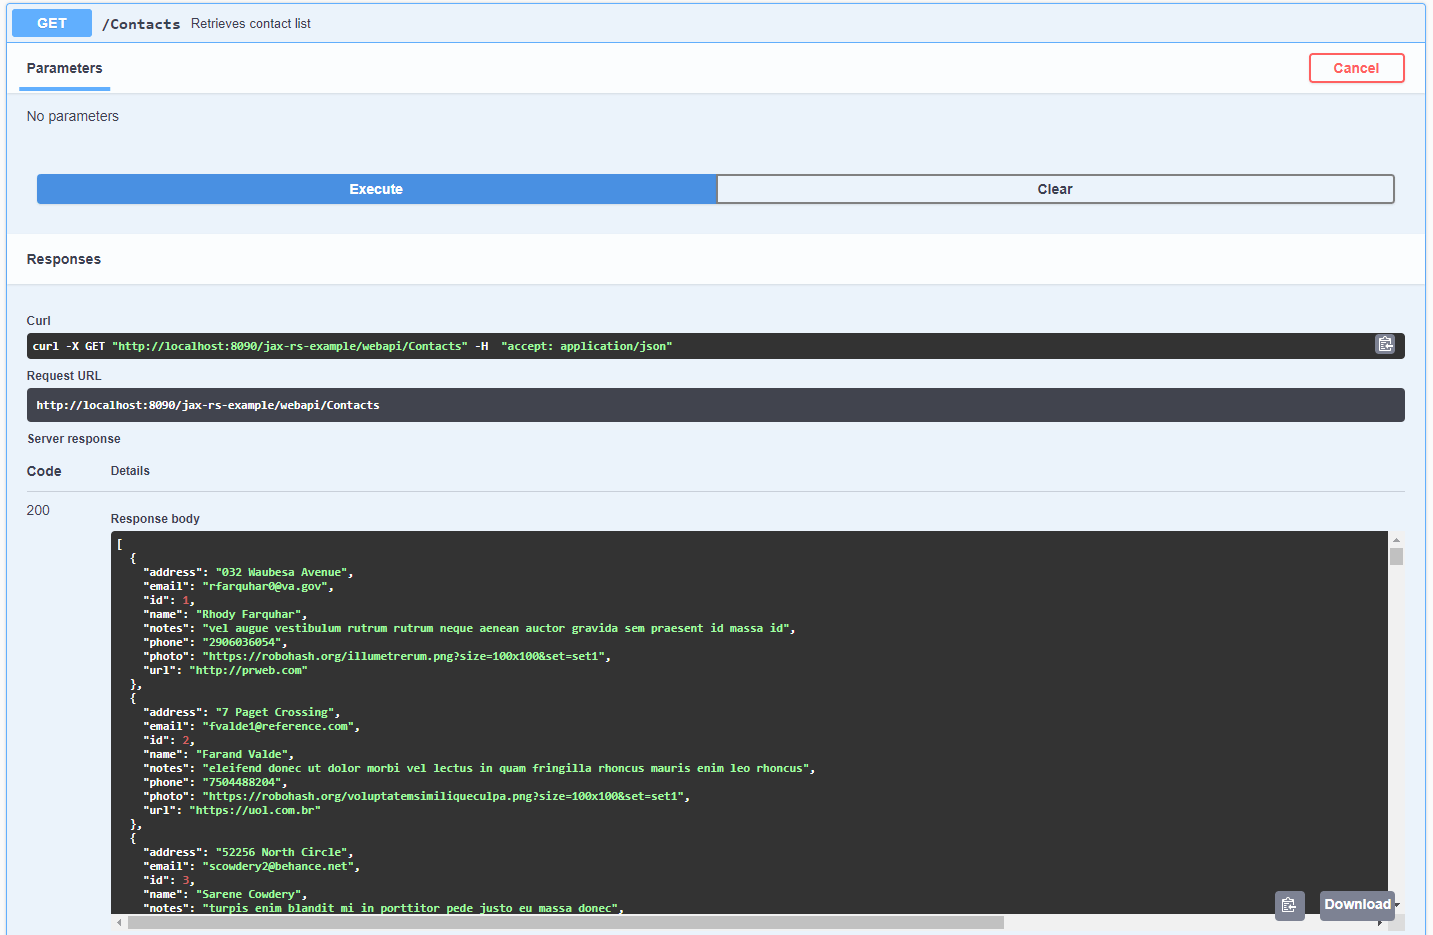 GET /Contacts Retrieves contact list
Parameters Cancel
No parameters
Execute Clear
Responses
Curl
curl -X GET "http://localhost:8090/jax-rs-example/webapi/Contacts" -H  "accept: application/json"
Request URL
http://localhost:8090/jax-rs-example/webapi/Contacts
Server response
Code Details
200
Response body
[
  {
    "address": "032 Waubesa Avenue",
    "email": "rfarquhar0@va.gov",
    "id": 1,
    "name": "Rhody Farquhar",
    "notes": "vel augue vestibulum rutrum rutrum neque aenean auctor gravida sem praesent id massa id",
    "phone": "2906036054",
    "photo": "https://robohash.org/illumetrerum.png?size=100x100&set=set1",
    "url": "http://prweb.com"
  },
  {
    "address": "7 Paget Crossing",
    "email": "fvalde1@reference.com",
    "id": 2,
    "name": "Farand Valde",
    "notes": "eleifend donec ut dolor morbi vel lectus in quam fringilla rhoncus mauris enim leo rhoncus",
    "phone": "7504488204",
    "photo": "https://robohash.org/voluptatemsimiliqueculpa.png?size=100x100&set=set1",
    "url": "https://uol.com.br"
  },
  {
    "address": "52256 North Circle",
    "email": "scowdery2@behance.net",
    "id": 3,
    "name": "Sarene Cowdery",
    "notes": "turpis enim blandit mi in porttitor pede justo eu massa donec",
Download